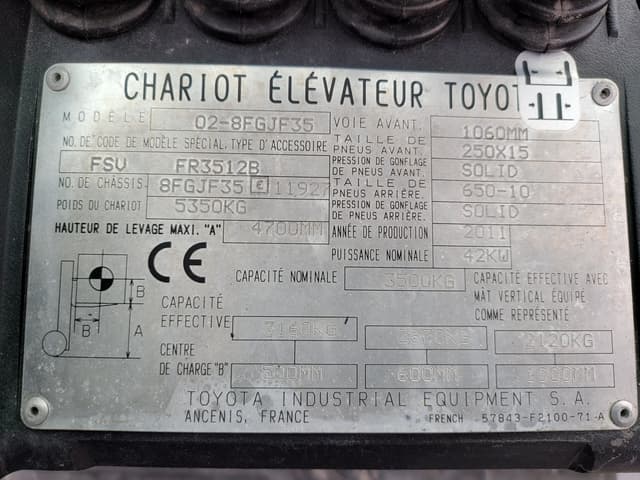 CHARIOT ÉLÉVATEUR TOYOT
MODÈLE 02-8FGJF35
NO. DE CODE DE MODÈLE SPÉCIAL. TYPE D'ACCESSOIRE
FSV FR3512B
NO. DE CHÂSSIS 8FGJF35 E 11927
POIDS DU CHARIOT 5350KG
HAUTEUR DE LEVAGE MAXI. "A" 4700MM
VOIE AVANT. 1060MM
TAILLE DE PNEUS AVANT. 250X15
PRESSION DE GONFLAGE DE PNEUS AVANT. SOLID
TAILLE DE PNEUS ARRIÈRE. 650-10
PRESSION DE GONFLAGE DE PNEUS ARRIÈRE. SOLID
ANNÉE DE PRODUCTION 2011
PUISSANCE NOMINALE 42KW
CE
B
B
A
CAPACITÉ NOMINALE 3500KG
CAPACITÉ EFFECTIVE AVEC
MÂT VERTICAL ÉQUIPÉ
COMME REPRÉSENTÉ
CAPACITÉ
EFFECTIVE 3160KG 2120KG
CENTRE
DE CHARGE "B" 600MM
TOYOTA INDUSTRIAL EQUIPMENT S.A.
ANCENIS, FRANCE FRENCH 57843-F2100-71-A